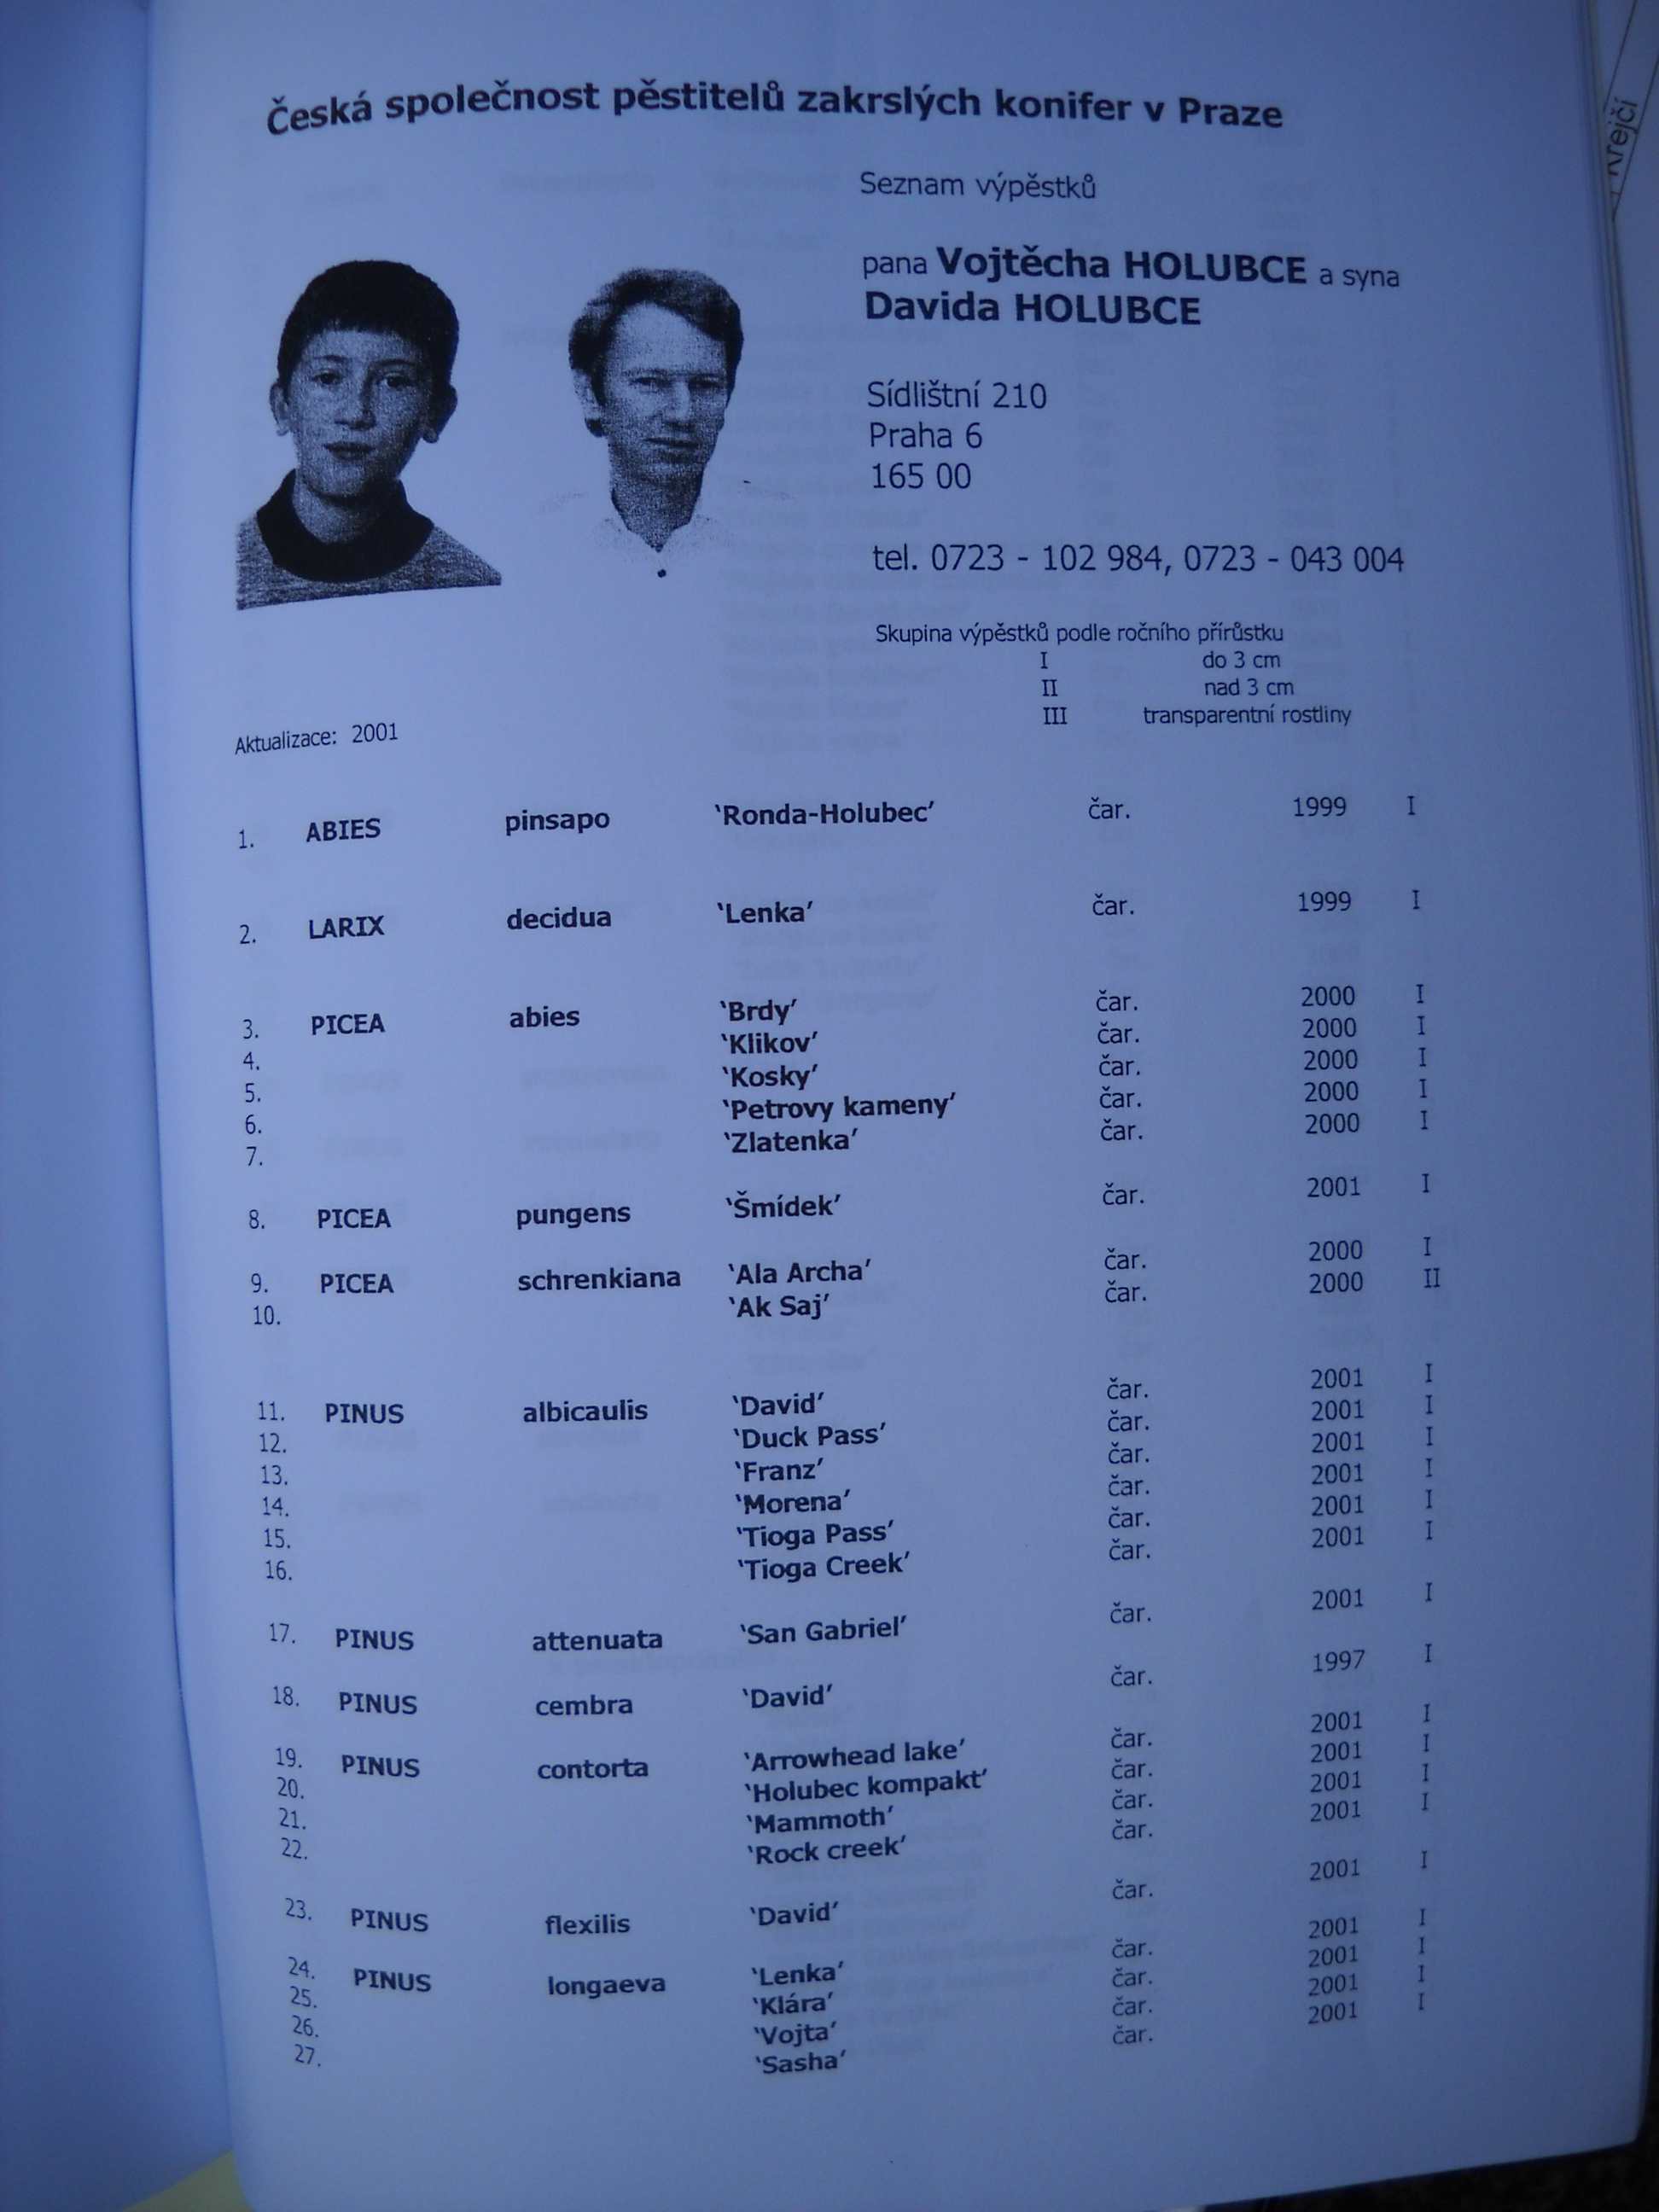 Česká společnost pěstitelů zakrslých konifer v Praze
Krejčí
Seznam výpěstků
pana Vojtěcha HOLUBCE a syna
Davida HOLUBCE
Sídlištní 210
Praha 6
165 00
tel. 0723 - 102 984, 0723 - 043 004
Skupina výpěstků podle ročního přírůstku
I do 3 cm
II nad 3 cm
III transparentní rostliny
Aktualizace: 2001
1. ABIES pinsapo ‘Ronda-Holubec’ čar. 1999 I
2. LARIX decidua ‘Lenka’ čar. 1999 I
3. PICEA abies ‘Brdy’ čar. 2000 I
4. ‘Klikov’ čar. 2000 I
5. ‘Kosky’ čar. 2000 I
6. ‘Petrovy kameny’ čar. 2000 I
7. ‘Zlatenka’ čar. 2000 I
8. PICEA pungens ‘Šmídek’ čar. 2001 I
9. PICEA schrenkiana ‘Ala Archa’ čar. 2000 I
10. ‘Ak Saj’ čar. 2000 II
11. PINUS albicaulis ‘David’ čar. 2001 I
12. ‘Duck Pass’ čar. 2001 I
13. ‘Franz’ čar. 2001 I
14. ‘Morena’ čar. 2001 I
15. ‘Tioga Pass’ čar. 2001 I
16. ‘Tioga Creek’ čar. 2001 I
17. PINUS attenuata ‘San Gabriel’ čar. 2001 I
18. PINUS cembra ‘David’ čar. 1997 I
19. PINUS contorta ‘Arrowhead lake’ čar. 2001 I
20. ‘Holubec kompakt’ čar. 2001 I
21. ‘Mammoth’ čar. 2001 I
22. ‘Rock creek’ čar. 2001 I
23. PINUS flexilis ‘David’ čar. 2001 I
24. PINUS longaeva ‘Lenka’ čar. 2001 I
25. ‘Klára’ čar. 2001 I
26. ‘Vojta’ čar. 2001 I
27. ‘Sasha’ čar. 2001 I